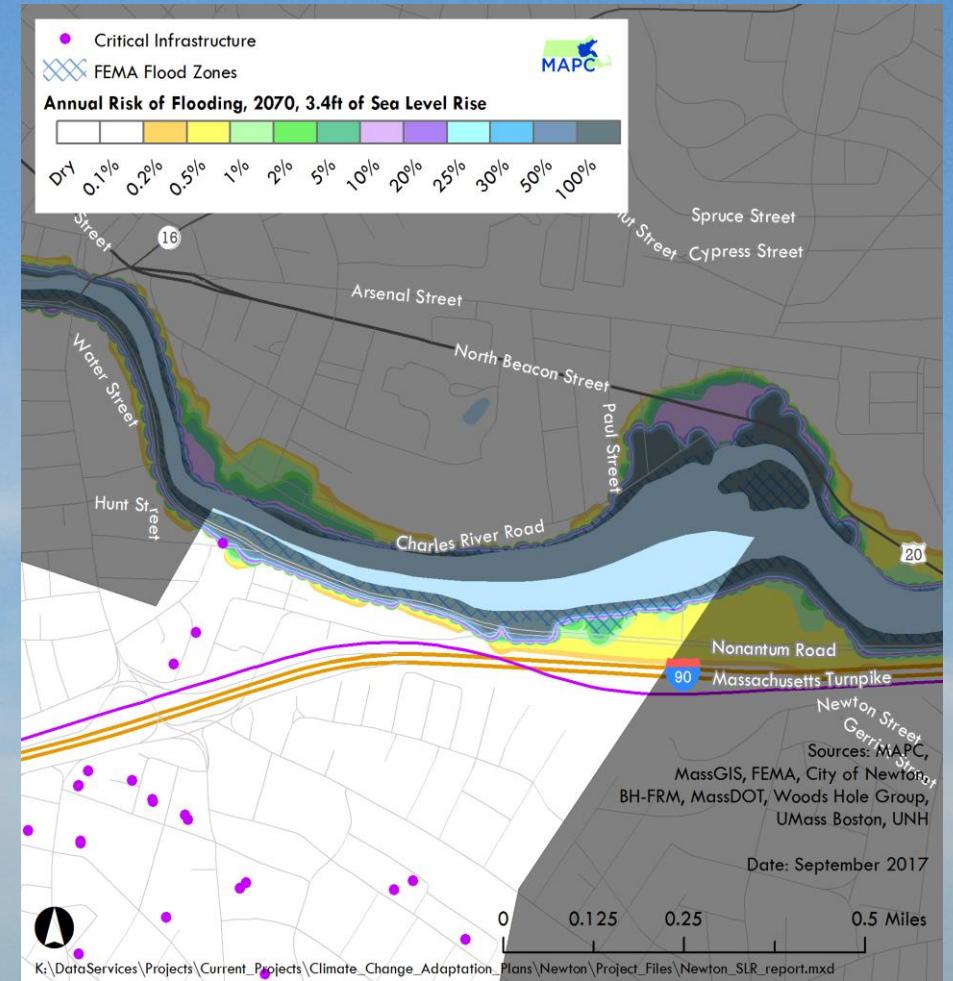 Critical Infrastructure
MAPC
FEMA Flood Zones
Annual Risk of Flooding, 2070, 3.4ft of Sea Level Rise
Dry 0.1% 0.2% 0.5% 1% 2% 5% 10% 20% 25% 30% 50% 100%
Street
16
Spruce Street
Cypress Street
Street
Arsenal Street
North Beacon Street
Water Street
Paul Street
Hunt Street
Charles River Road
20
Nonantum Road
90
Massachusetts Turnpike
Newton Street
Gerrish Street
Sources: MAPC,
MassGIS, FEMA, City of Newton,
BH-FRM, MassDOT, Woods Hole Group,
UMass Boston, UNH
Date: September 2017
0 0.125 0.25 0.5 Miles
K:\DataServices\Projects\Current_Projects\Climate_Change_Adaptation_Plans\Newton\Project_Files\Newton_SLR_report.mxd